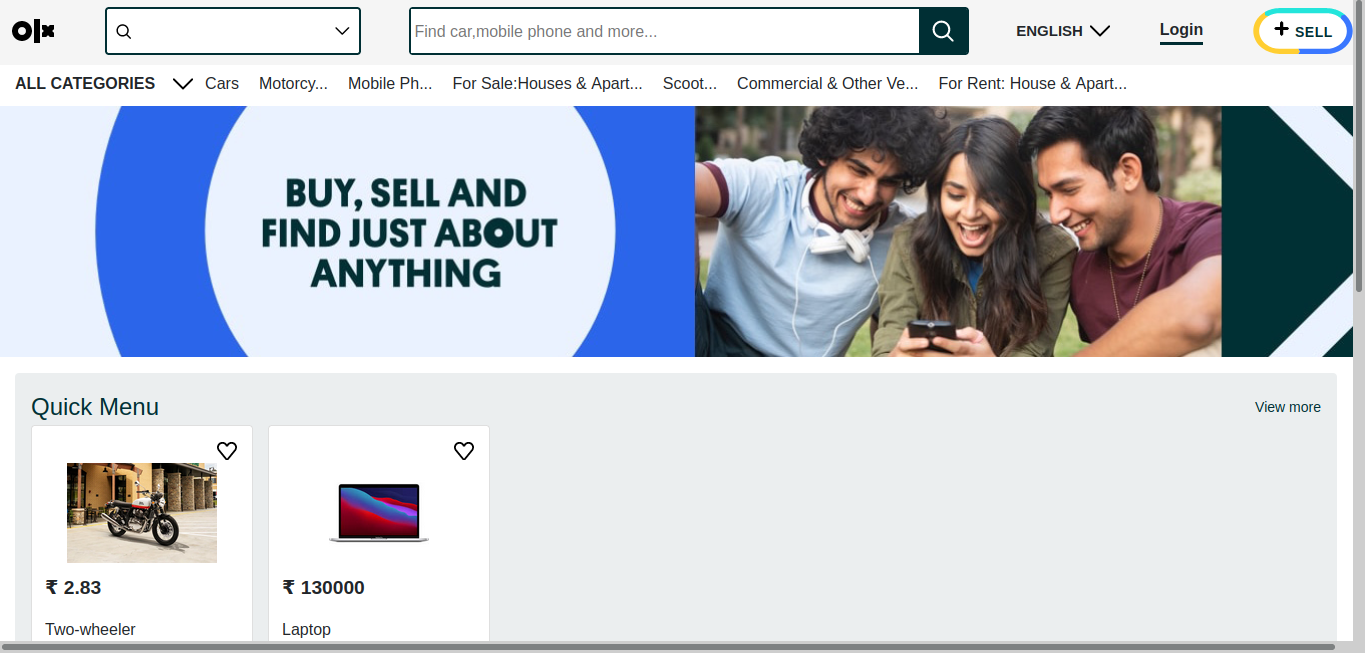 olx
Find car,mobile phone and more...
ENGLISH
Login
+ SELL
ALL CATEGORIES
Cars
Motorcy...
Mobile Ph...
For Sale:Houses & Apart...
Scoot...
Commercial & Other Ve...
For Rent: House & Apart...
BUY, SELL AND
FIND JUST ABOUT
ANYTHING
Quick Menu
View more
₹ 2.83
Two-wheeler
₹ 130000
Laptop